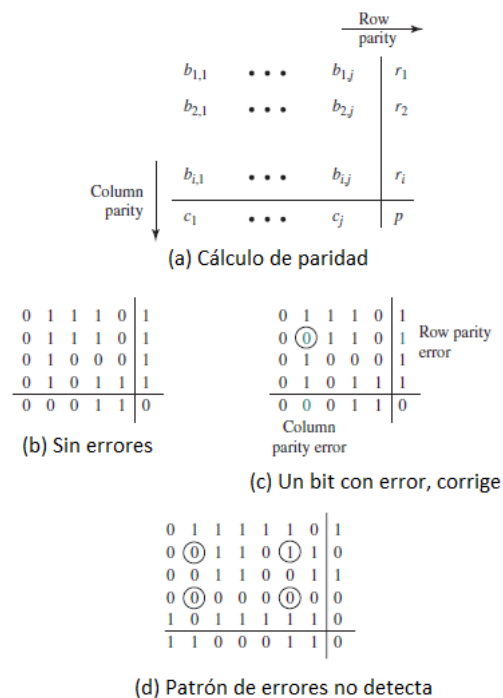 Row
parity
b1,1 • • • b1,j r1
b2,1 • • • b2,j r2
bi,1 • • • bi,j ri
Column
parity
c1 • • • cj p
(a) Cálculo de paridad
0 1 1 1 0 1
0 1 1 1 0 1
0 1 0 0 0 1
0 1 0 1 1 1
0 0 0 1 1 0
(b) Sin errores
0 1 1 1 0 1
0 0 1 1 0 1
0 1 0 0 0 1
0 1 0 1 1 1
0 0 0 1 1 0
Row parity
error
Column
parity error
(c) Un bit con error, corrige
0 1 1 1 1 1 0 1
0 0 1 1 0 1 1 0
0 0 1 1 0 0 1 1
0 0 0 0 0 0 0 0
1 0 1 1 1 1 1 0
1 1 0 0 0 1 1 0
(d) Patrón de errores no detecta